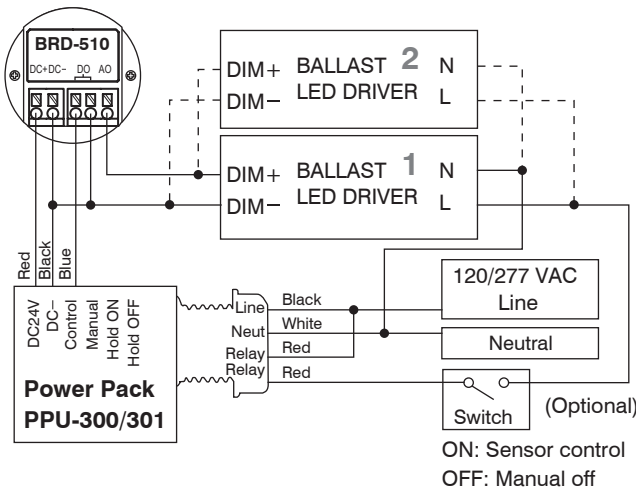 BRD-510
DC+DC− DO AO
DIM+ BALLAST 2 N
DIM− LED DRIVER L
DIM+ BALLAST 1 N
DIM− LED DRIVER L
Red
Black
Blue
DC24V
DC−
Control
Manual
Hold ON
Hold OFF
Power Pack
PPU-300/301
Line Black
Neut White
Relay Red
Relay Red
120/277 VAC
Line
Neutral
Switch
(Optional)
ON: Sensor control
OFF: Manual off